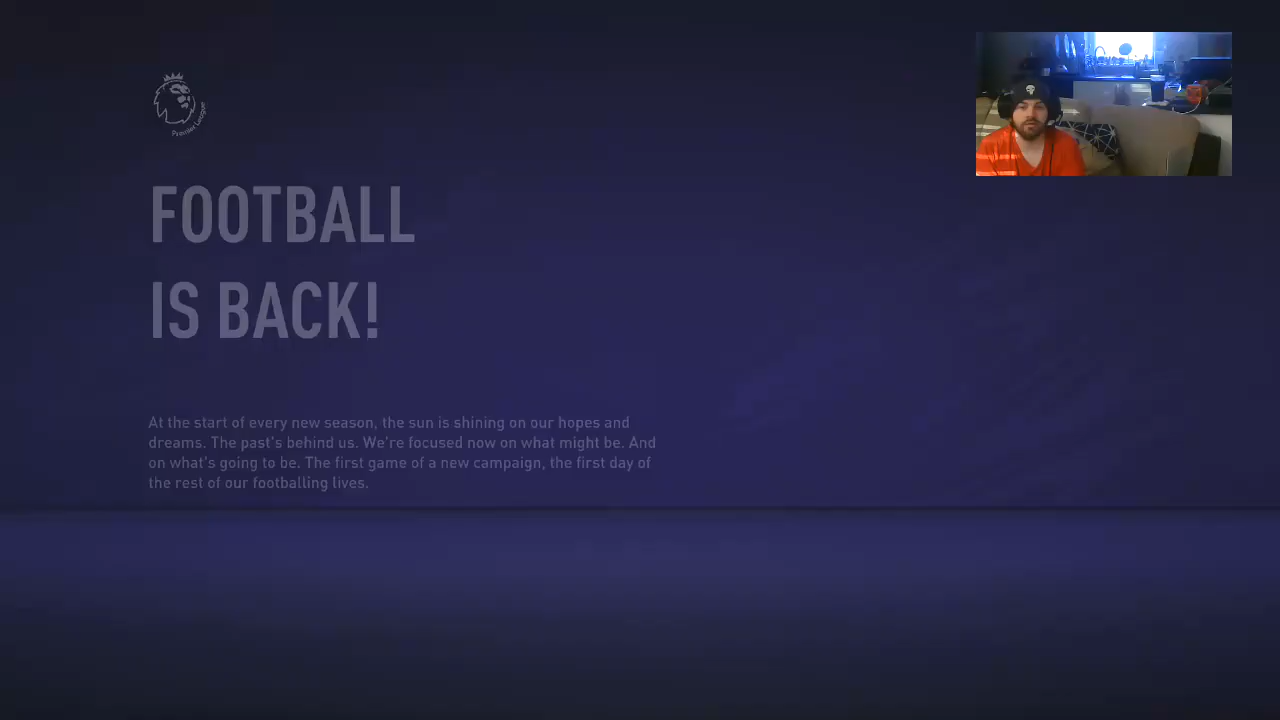 Premier League
FOOTBALL
IS BACK!
At the start of every new season, the sun is shining on our hopes and
dreams. The past's behind us. We're focused now on what might be. And
on what's going to be. The first game of a new campaign, the first day of
the rest of our footballing lives.